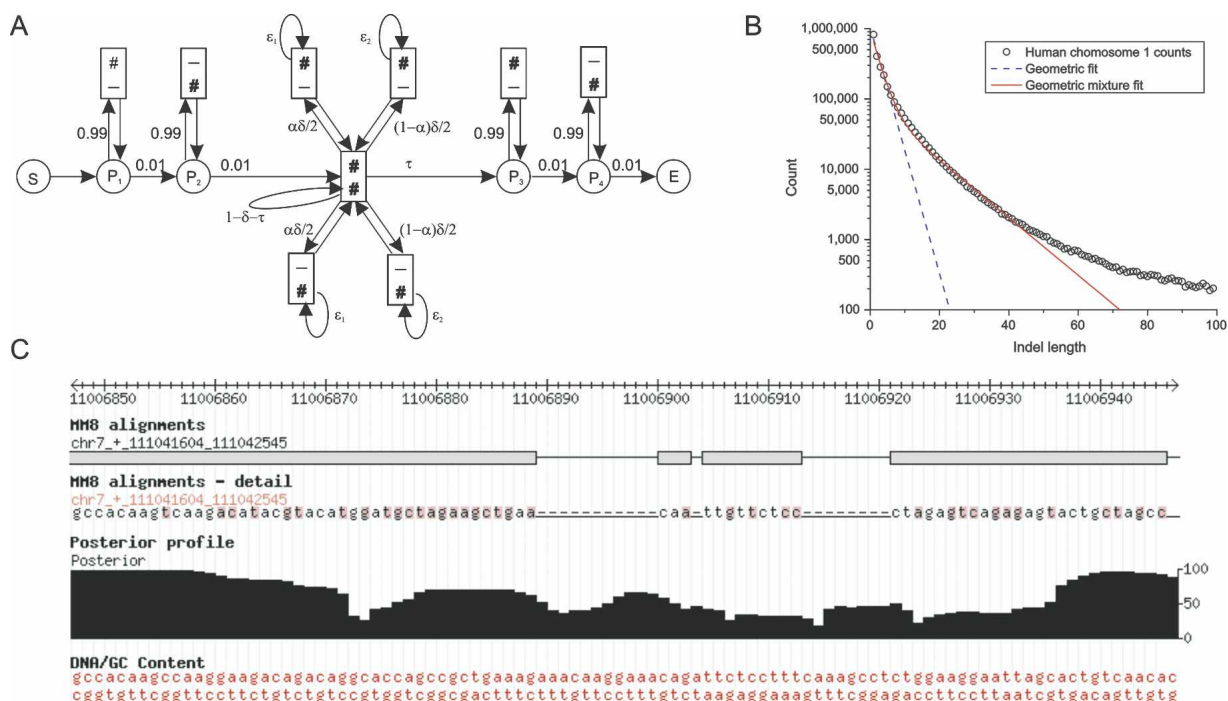 A
B
C
ε₁
ε₂
#
–
–
#
#
–
#
–
#
–
–
#
0.99
0.99
αδ/2
(1–α)δ/2
0.99
0.99
S
P₁
0.01
P₂
0.01
#
#
τ
P₃
0.01
P₄
0.01
E
1–δ–τ
αδ/2
(1–α)δ/2
–
#
–
#
ε₁
ε₂
1,000,000
500,000
100,000
50,000
10,000
5,000
1,000
500
100
Count
Human chomosome 1 counts
Geometric fit
Geometric mixture fit
0
20
40
60
80
100
Indel length
11006850 11006860 11006870 11006880 11006890 11006900 11006910 11006920 11006930 11006940
MM8 alignments
chr7_+_111041604_111042545
MM8 alignments - detail
chr7_+_111041604_111042545
gccacaagtcaagacatacgtacatggatgctagaagctgaa-----------caa-ttgttctcc--------ctagagtcagagagtactgctagcc
Posterior profile
Posterior
100
50
0
DNA/GC Content
gccacaagccaaggaagacagacaggcaccagccgctgaaagaaacaaggaaacagattctcctttcaaagcctctggaaggaattagcactgtcaacac
cggtgttcggttccttctgtctgtccgtggtcggcgactttctttgttcctttgtctaagaggaaagtttcggagaccttccttaatcgtgacagttgtg